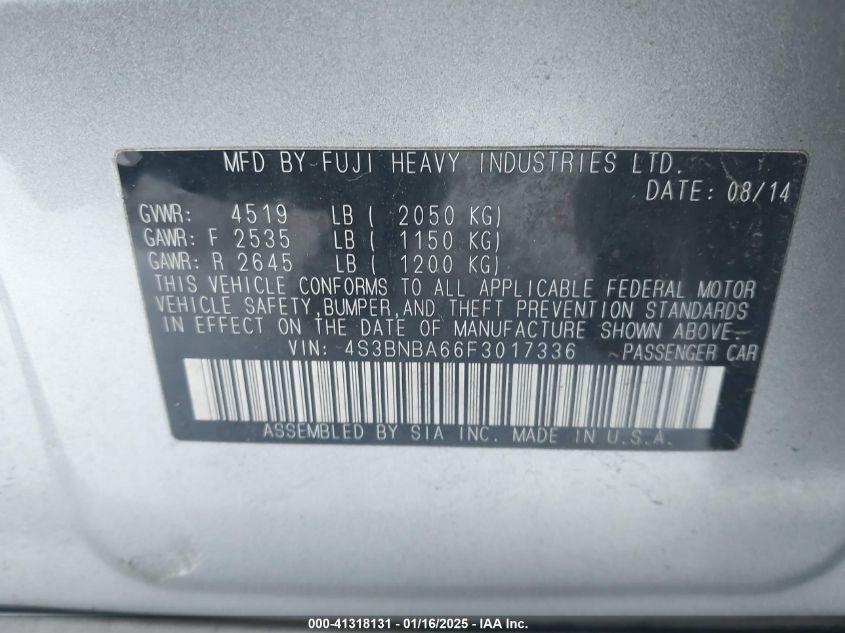 MFD BY FUJI HEAVY INDUSTRIES LTD.
DATE: 08/14
GVWR: 4519 LB ( 2050 KG)
GAWR: F 2535 LB ( 1150 KG)
GAWR: R 2645 LB ( 1200 KG)
THIS VEHICLE CONFORMS TO ALL APPLICABLE FEDERAL MOTOR
VEHICLE SAFETY,BUMPER,AND THEFT PREVENTION STANDARDS
IN EFFECT ON THE DATE OF MANUFACTURE SHOWN ABOVE.
VIN: 4S3BNBA66F3017336 PASSENGER CAR
ASSEMBLED BY SIA INC. MADE IN U.S.A.
000-41318131 - 01/16/2025 - IAA Inc.